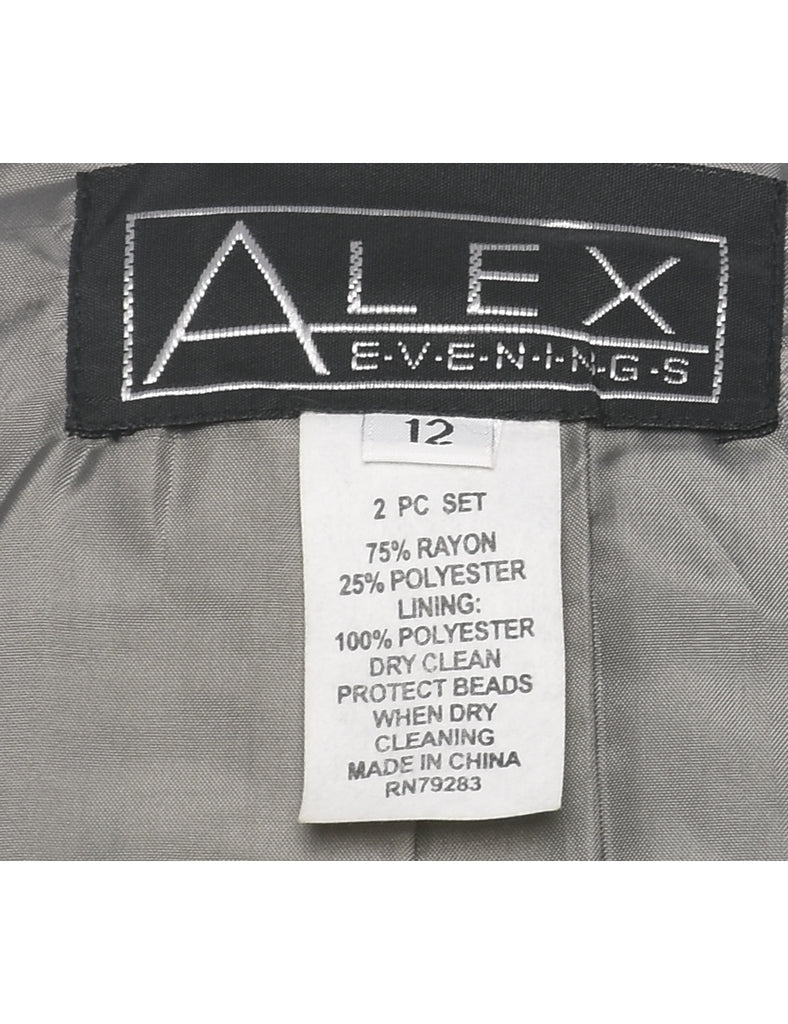 ALEX
E·V·E·N·I·N·G·S
12
2 PC SET
75% RAYON
25% POLYESTER
LINING:
100% POLYESTER
DRY CLEAN
PROTECT BEADS
WHEN DRY
CLEANING
MADE IN CHINA
RN79283